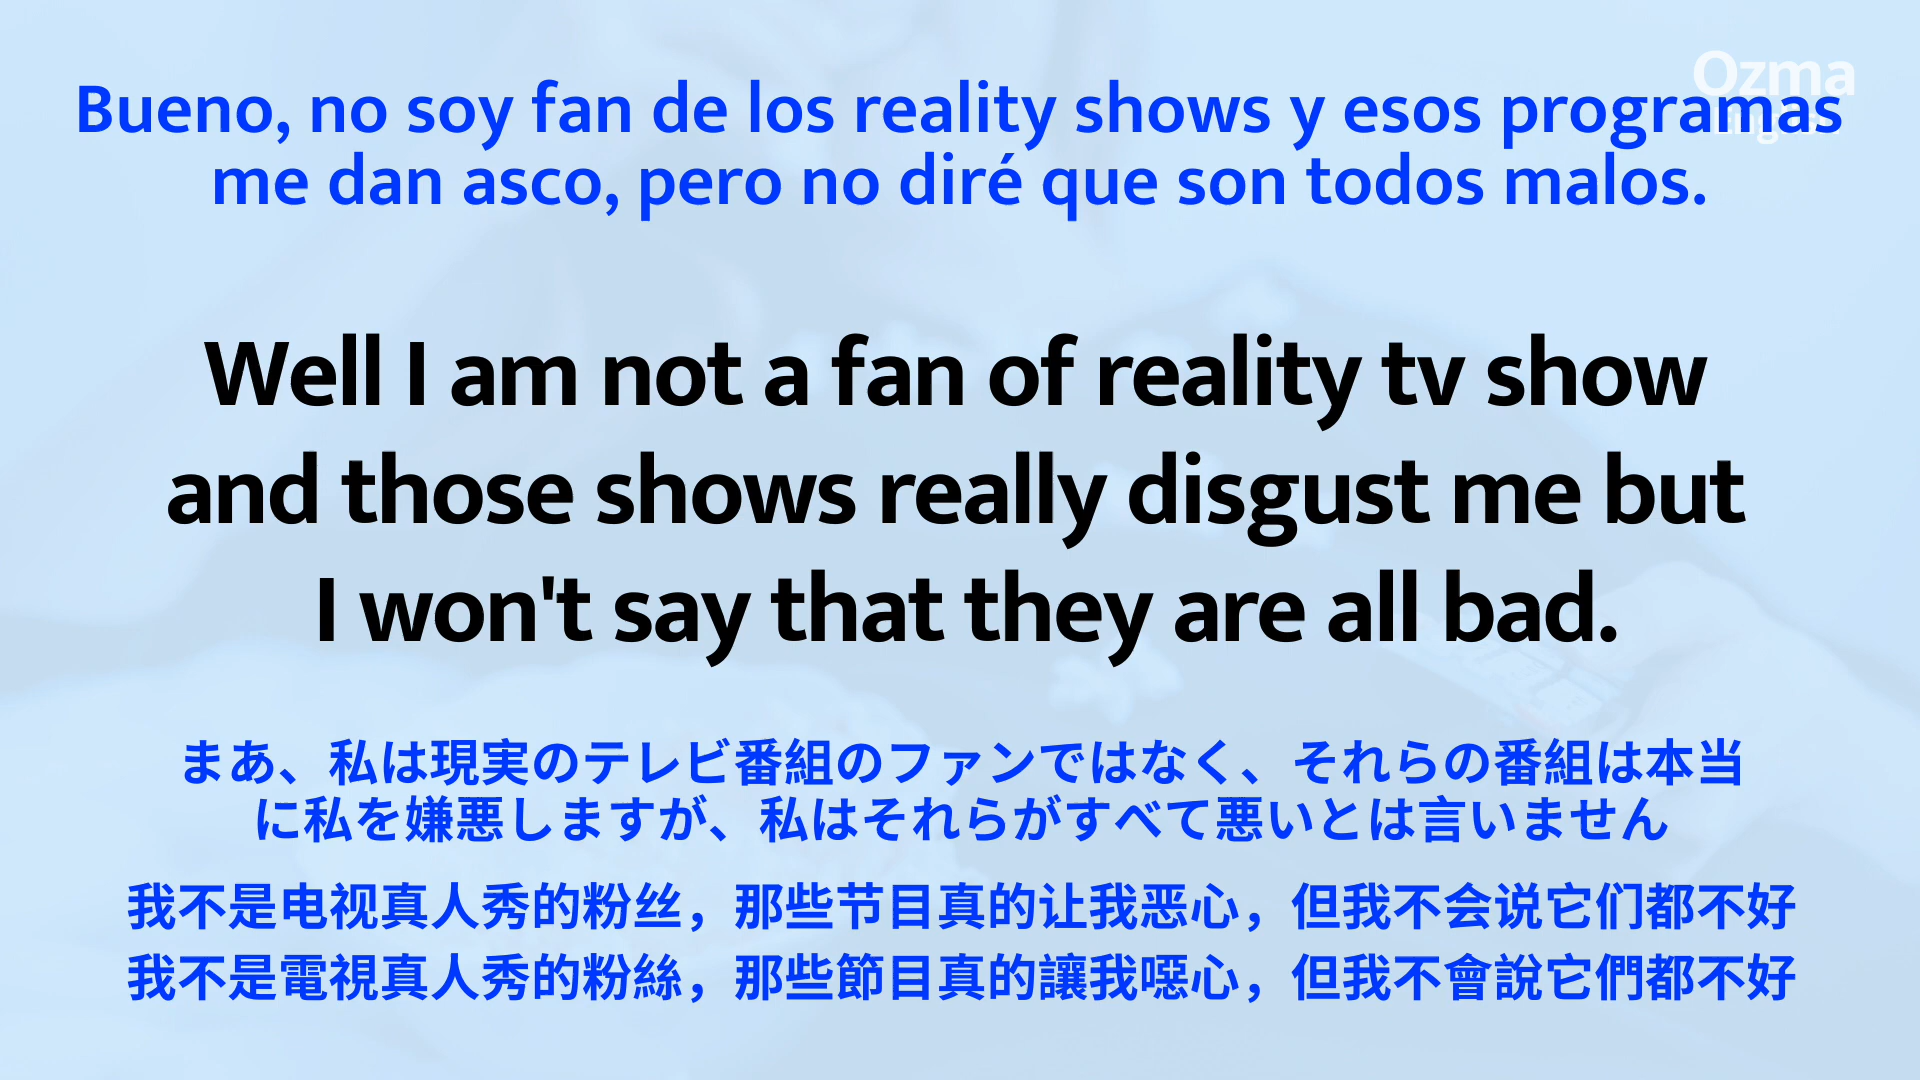 Ozma
Bueno, no soy fan de los reality shows y esos programas
me dan asco, pero no diré que son todos malos.
Well I am not a fan of reality tv show
and those shows really disgust me but
I won't say that they are all bad.
まあ、私は現実のテレビ番組のファンではなく、それらの番組は本当
に私を嫌悪しますが、私はそれらがすべて悪いとは言いません
我不是电视真人秀的粉丝，那些节目真的让我恶心，但我不会说它们都不好
我不是電視真人秀的粉絲，那些節目真的讓我噁心，但我不會說它們都不好